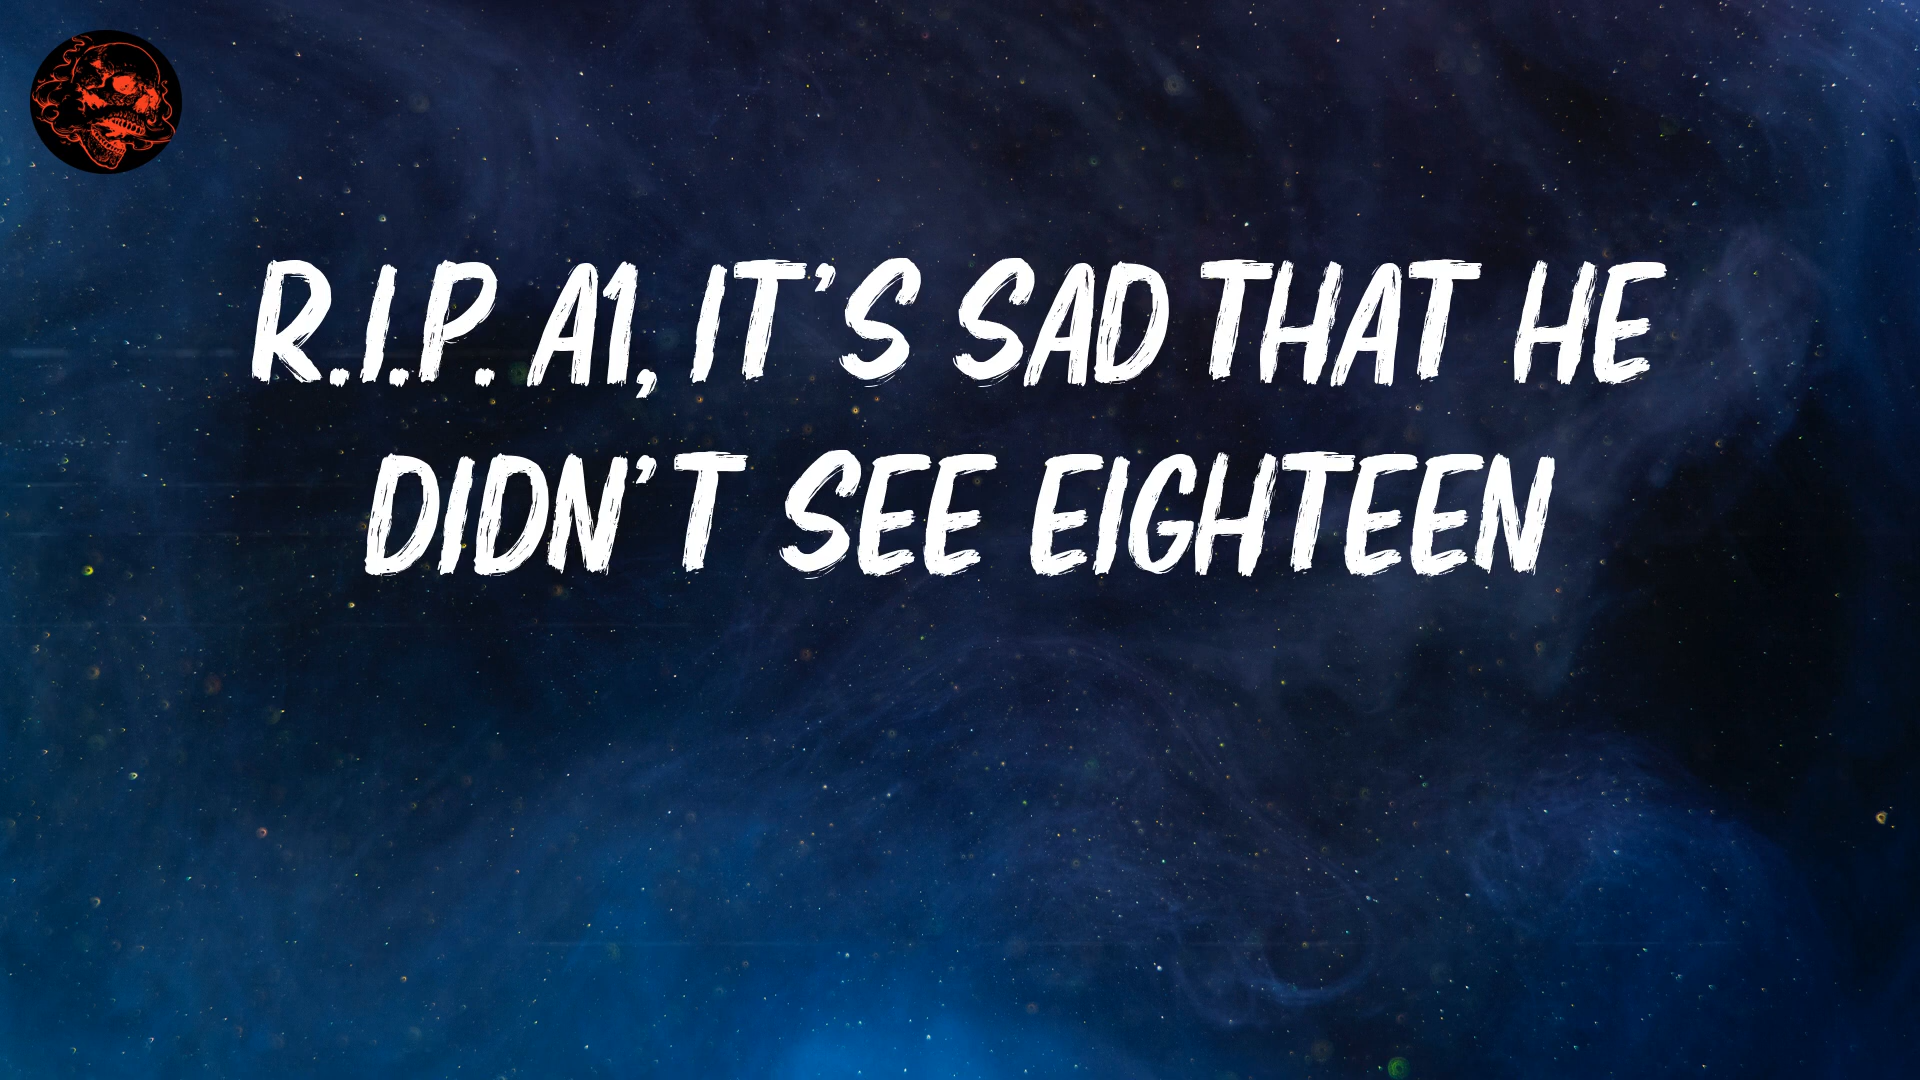 R.I.P. A1, IT'S SAD THAT HE
DIDN'T SEE EIGHTEEN